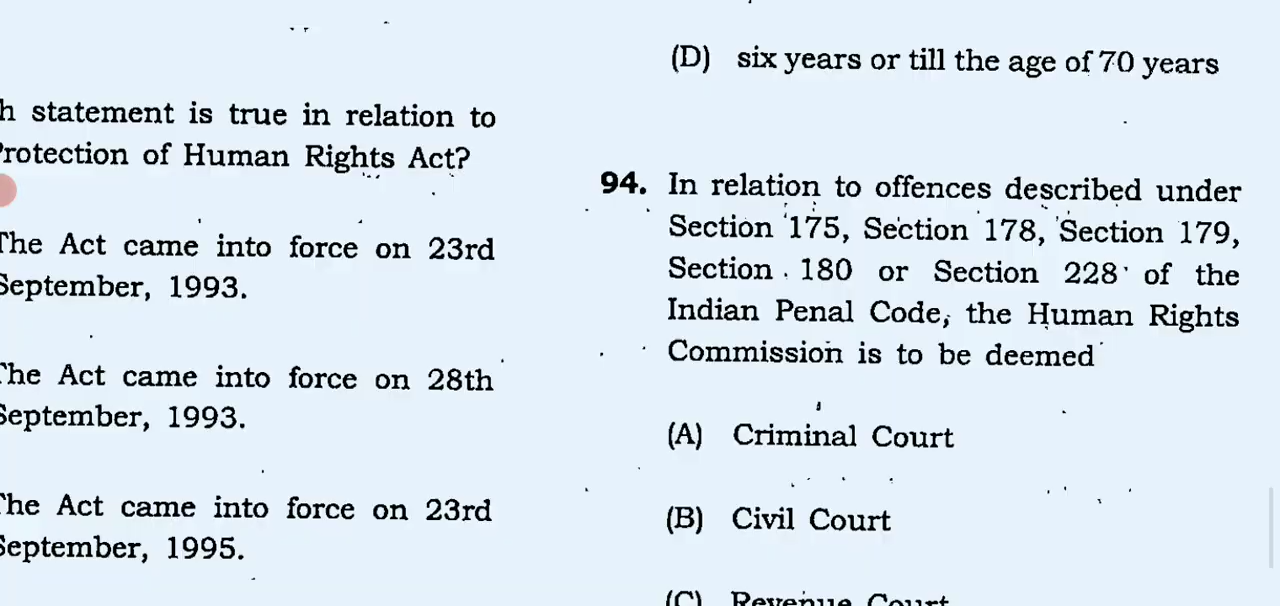 h statement is true in relation to
rotection of Human Rights Act?
The Act came into force on 23rd
September, 1993.
The Act came into force on 28th
September, 1993.
The Act came into force on 23rd
September, 1995.
(D) six years or till the age of 70 years
94. In relation to offences described under
Section 175, Section 178, Section 179,
Section 180 or Section 228 of the
Indian Penal Code, the Human Rights
Commission is to be deemed
(A) Criminal Court
(B) Civil Court
(C) Revenue Court